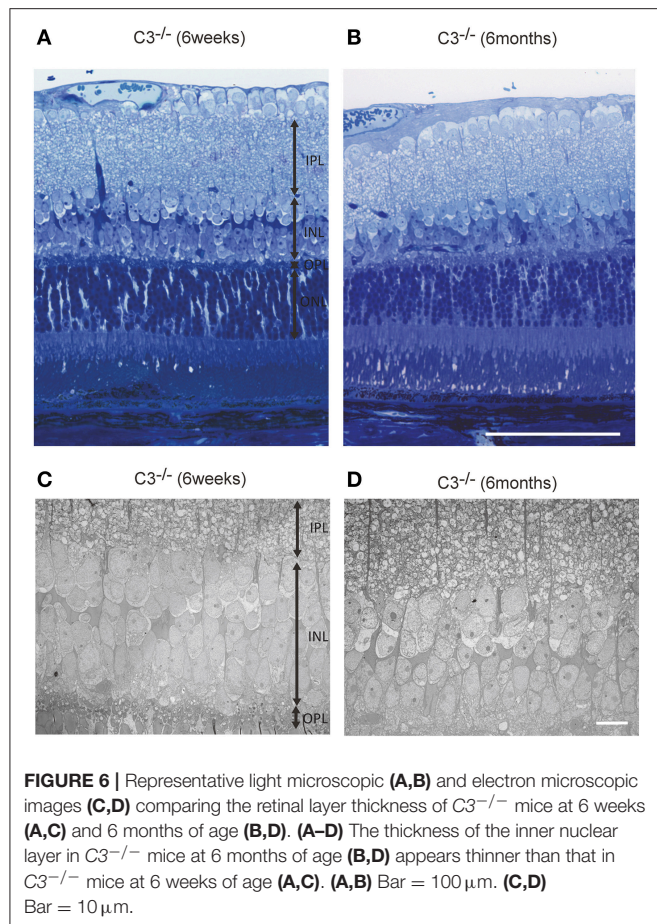 A
C3-/- (6weeks)
B
C3-/- (6months)
IPL
INL
OPL
ONL
C
C3-/- (6weeks)
D
C3-/- (6months)
IPL
INL
OPL
FIGURE 6 | Representative light microscopic (A,B) and electron microscopic
images (C,D) comparing the retinal layer thickness of C3−/− mice at 6 weeks
(A,C) and 6 months of age (B,D). (A–D) The thickness of the inner nuclear
layer in C3−/− mice at 6 months of age (B,D) appears thinner than that in
C3−/− mice at 6 weeks of age (A,C). (A,B) Bar = 100 μm. (C,D)
Bar = 10 μm.